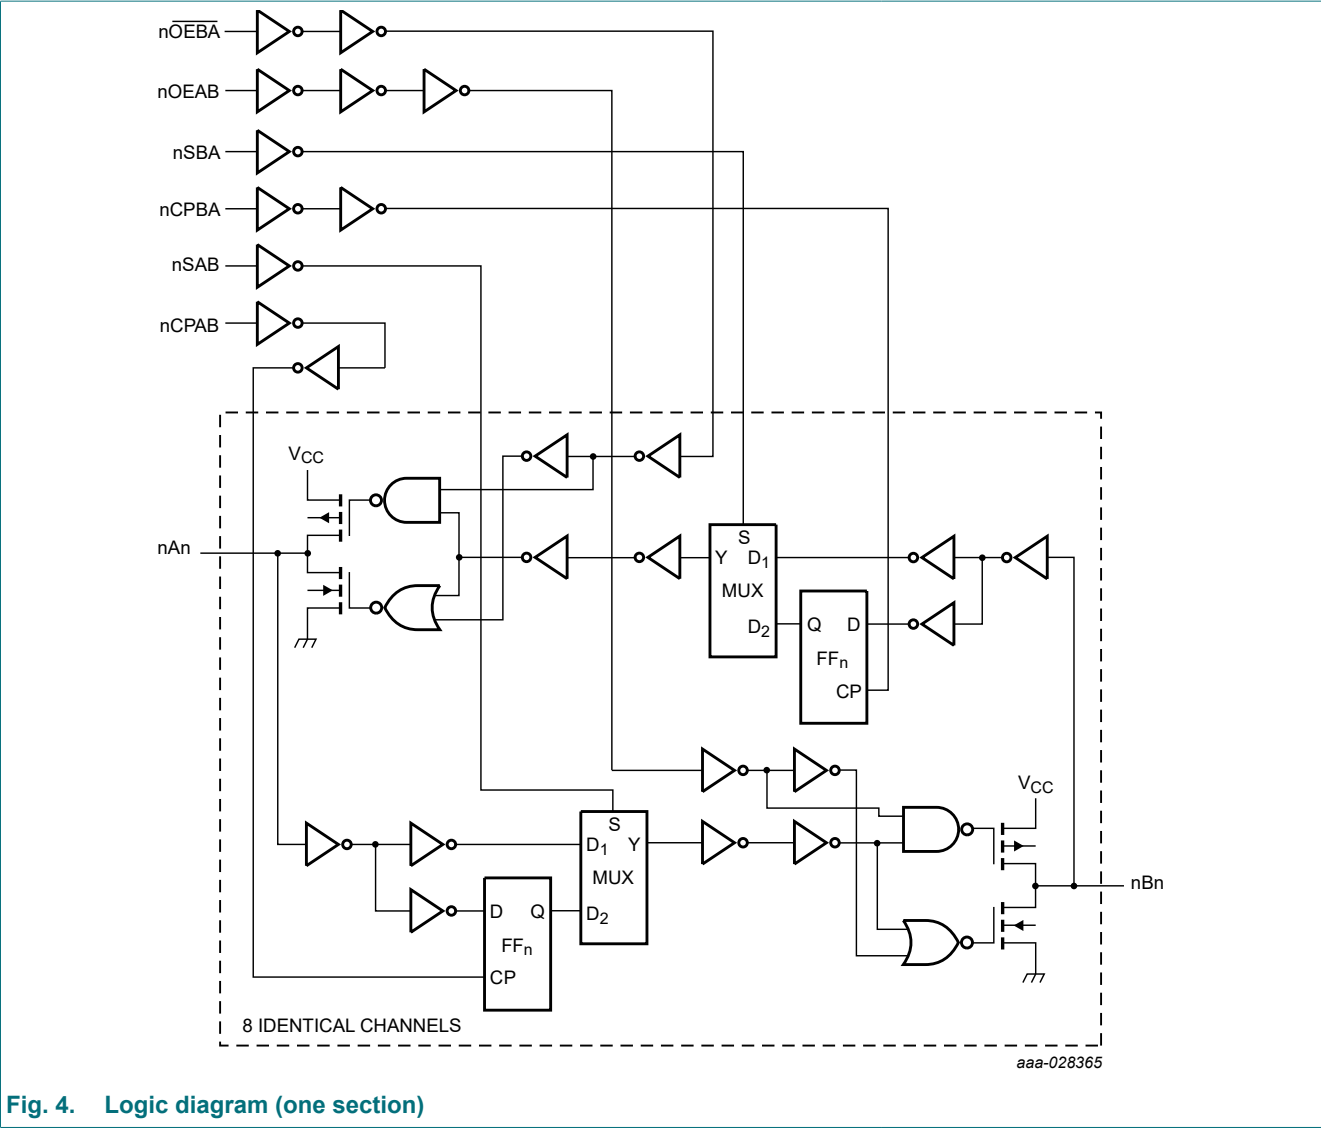 nOEBA
nOEAB
nSBA
nCPBA
nSAB
nCPAB
VCC
nAn
S
Y D1
MUX
D2
Q D
FFn
CP
VCC
S
D1 Y
MUX
D2
D Q
FFn
CP
nBn
8 IDENTICAL CHANNELS
aaa-028365
Fig. 4. Logic diagram (one section)